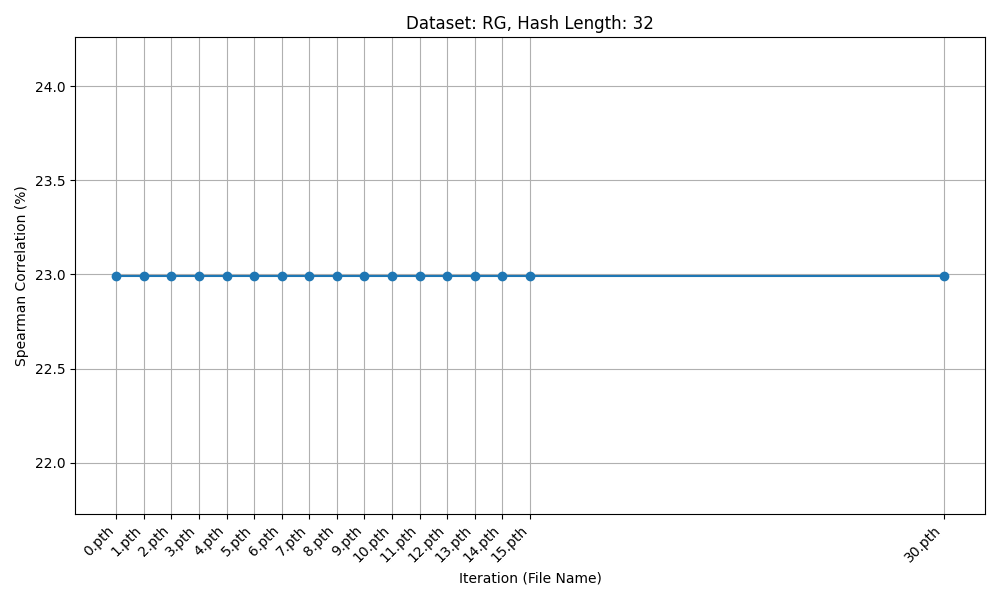 Dataset: RG, Hash Length: 32
Spearman Correlation (%)
24.0
23.5
23.0
22.5
22.0
0.pth
1.pth
2.pth
3.pth
4.pth
5.pth
6.pth
7.pth
8.pth
9.pth
10.pth
11.pth
12.pth
13.pth
14.pth
15.pth
30.pth
Iteration (File Name)